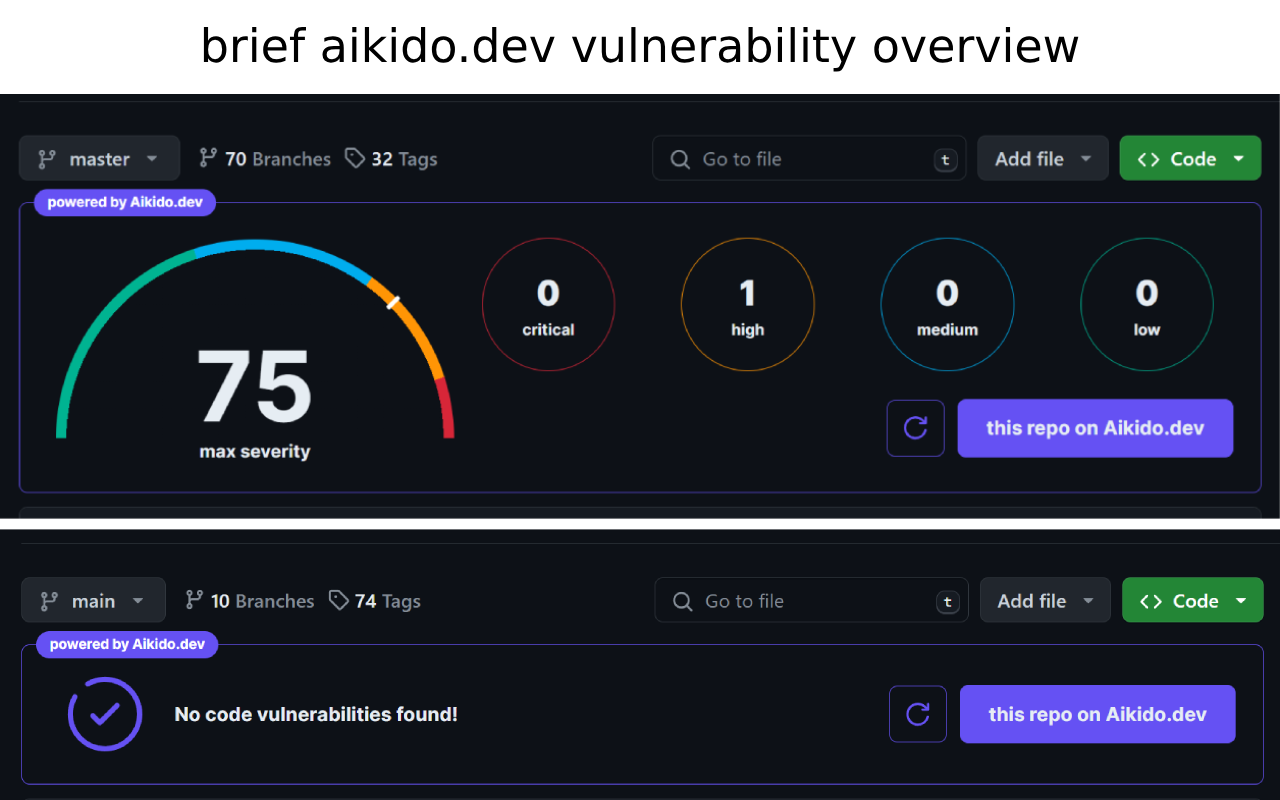 brief aikido.dev vulnerability overview
master 70 Branches 32 Tags Go to file t Add file Code
powered by Aikido.dev
75
max severity
0
critical
1
high
0
medium
0
low
this repo on Aikido.dev
main 10 Branches 74 Tags Go to file t Add file Code
powered by Aikido.dev
No code vulnerabilities found! this repo on Aikido.dev